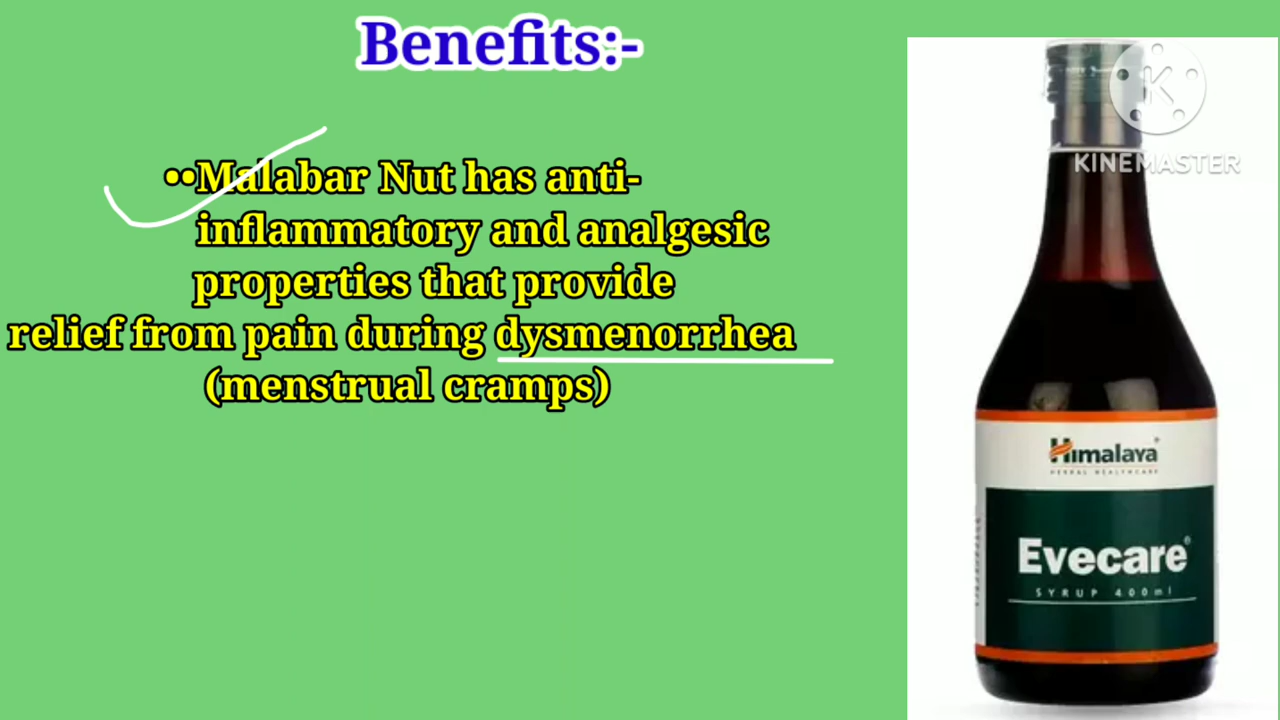 Benefits:-
••Malabar Nut has anti-
inflammatory and analgesic
properties that provide
relief from pain during dysmenorrhea
(menstrual cramps)
KINEMASTER
Himalaya
HERBAL HEALTHCARE
Evecare®
SYRUP 400ml